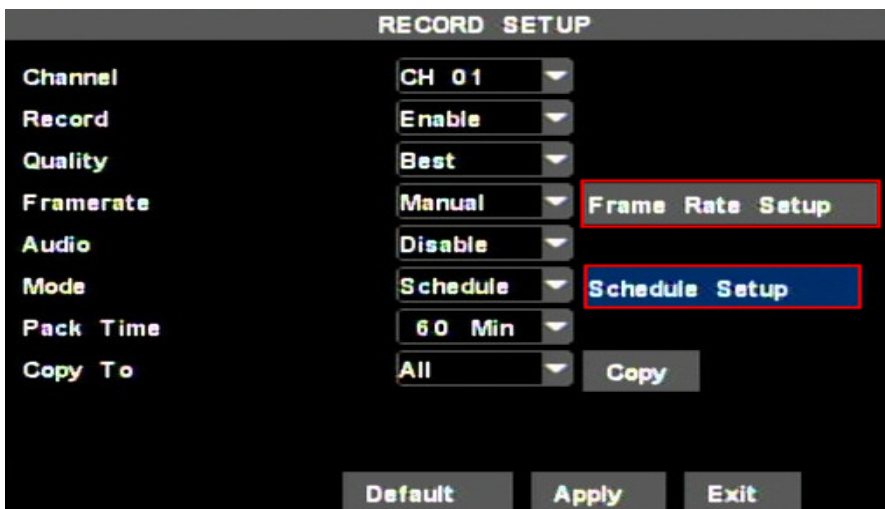 RECORD SETUP
Channel CH 01
Record Enable
Quality Best
Framerate Manual Frame Rate Setup
Audio Disable
Mode Schedule Schedule Setup
Pack Time 60 Min
Copy To All Copy
Default Apply Exit